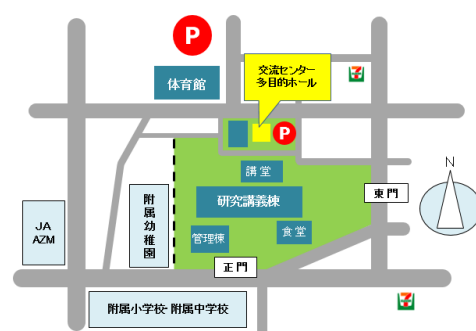 P
体育館
交流センター
多目的ホール
7
P
講堂
N
研究講義棟
東門
附属幼稚園
JA
AZM
管理棟
食堂
正門
附属小学校・附属中学校
7